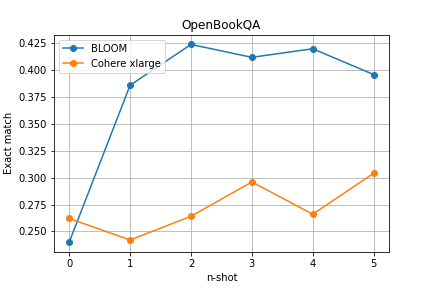 OpenBookQA
BLOOM
Cohere xlarge
Exact match
0.425
0.400
0.375
0.350
0.325
0.300
0.275
0.250
0 1 2 3 4 5
n-shot